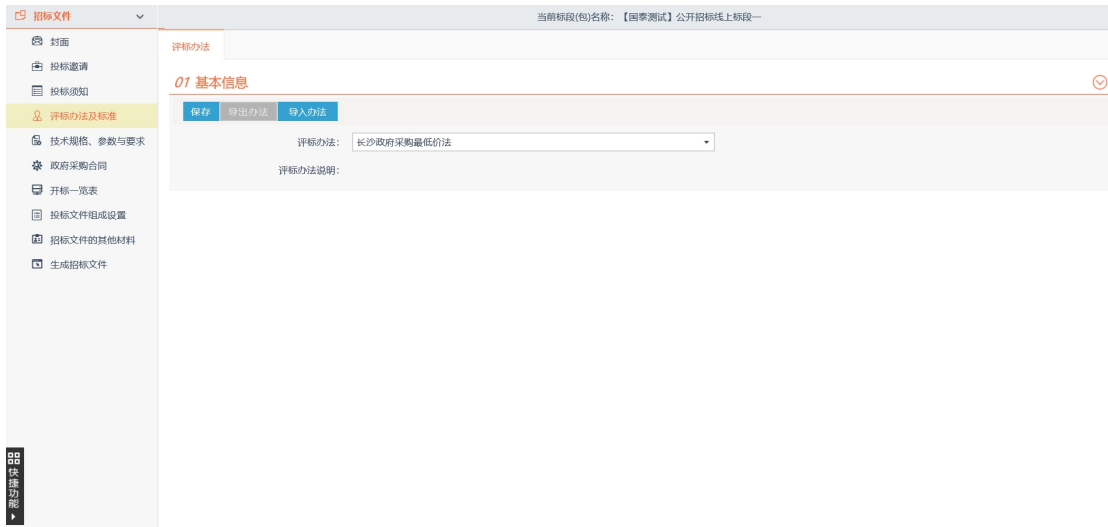 招标文件
当前标段(包)名称：【国泰测试】公开招标线上标段一
封面
投标邀请
投标须知
评标办法及标准
技术规格、参数与要求
政府采购合同
开标一览表
投标文件组成设置
招标文件的其他材料
生成招标文件
评标办法
01 基本信息
保存 导出办法 导入办法
评标办法： 长沙政府采购最低价法
评标办法说明：
快捷功能